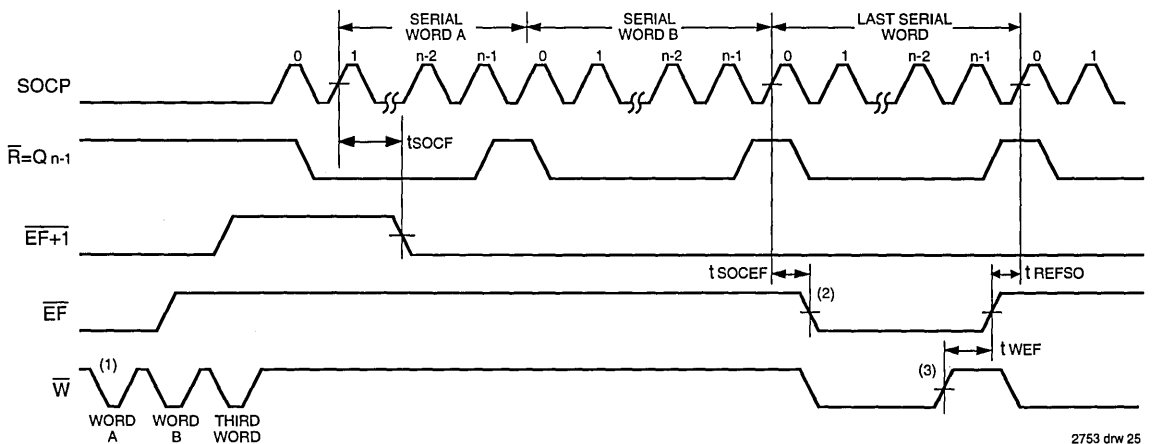 SERIAL WORD A
SERIAL WORD B
LAST SERIAL WORD
0 1 n-2 n-1 0 1 n-2 n-1 0 1 n-2 n-1 0 1
SOCP
tSOCF
R̅=Q n-1
E̅F̅+̅1̅
t SOCEF
t REFSO
E̅F̅
(2)
t WEF
W̅
(1)
(3)
WORD A
WORD B
THIRD WORD
2753 drw 25